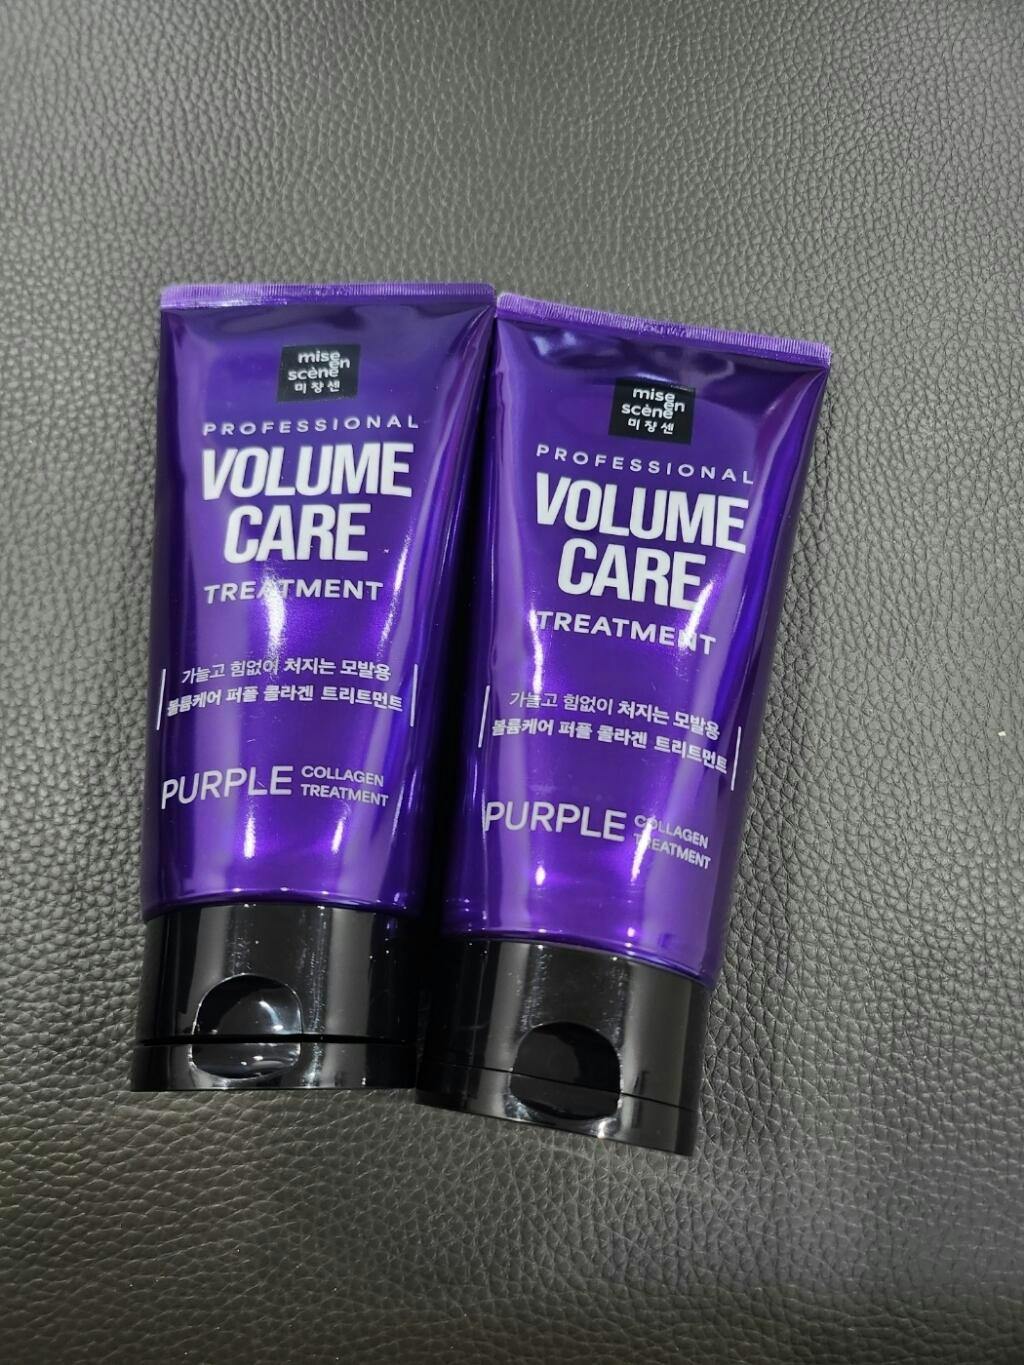 mise
en
scène
미쟝센
PROFESSIONAL
VOLUME
CARE
TREATMENT
가늘고 힘없이 처지는 모발용
볼륨케어 퍼플 콜라겐 트리트먼트
PURPLE COLLAGEN
TREATMENT
mise
en
scène
미쟝센
PROFESSIONAL
VOLUME
CARE
TREATMENT
가늘고 힘없이 처지는 모발용
볼륨케어 퍼플 콜라겐 트리트먼트
PURPLE COLLAGEN
TREATMENT